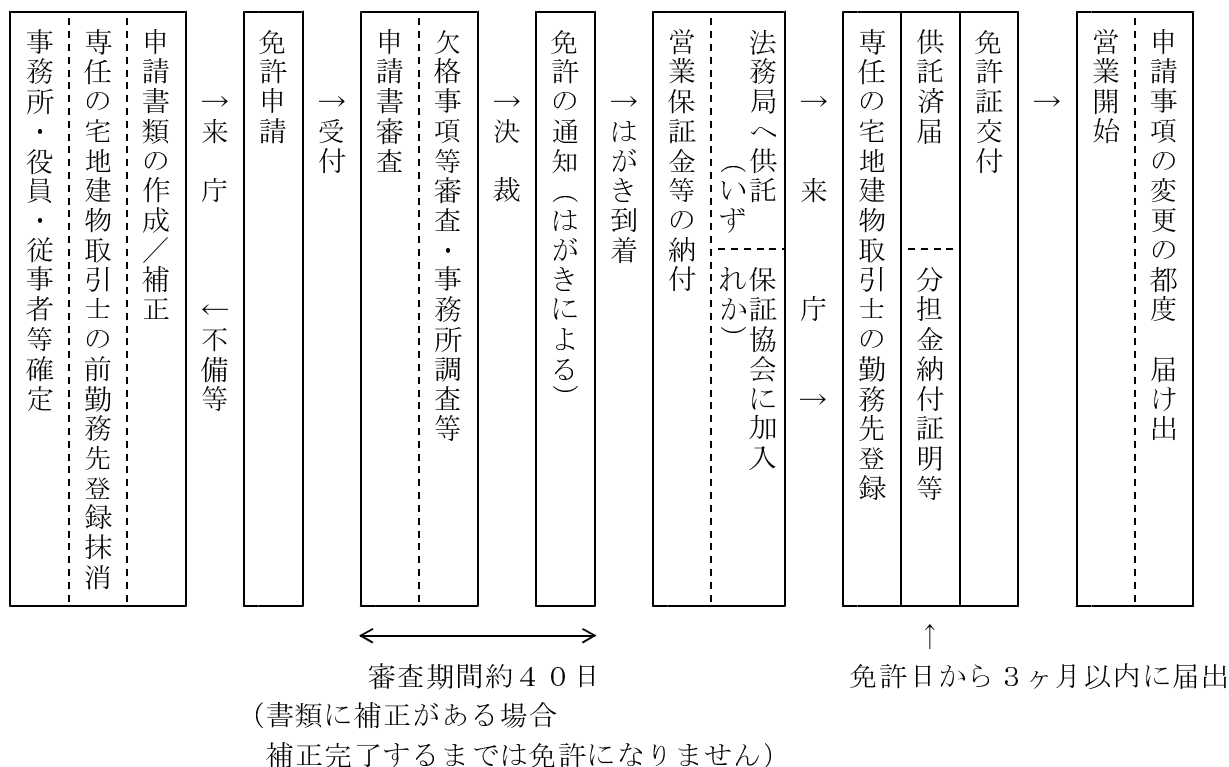 事務所・役員・従事者等確定
専任の宅地建物取引士の前勤務先登録抹消
申請書類の作成／補正
→来　庁
←不備等
免許申請
→受付
申請書審査
欠格事項等審査・事務所調査等
→決　裁
免許の通知（はがきによる）
→はがき到着
営業保証金等の納付
法務局へ供託
保証協会に加入
（いずれか）
→　来　庁　→
専任の宅地建物取引士の勤務先登録
供託済届
分担金納付証明等
免許証交付
→
営業開始
申請事項の変更の都度　届け出
審査期間約４０日
（書類に補正がある場合
補正完了するまでは免許になりません）
↑
免許日から３ヶ月以内に届出